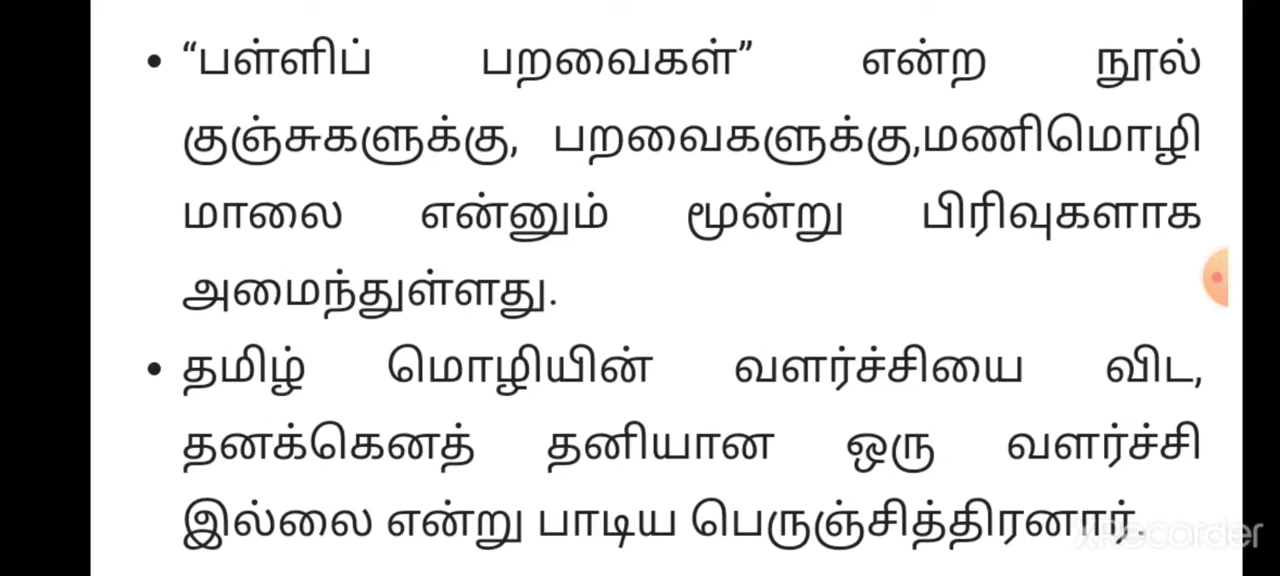 • “பள்ளிப் பறவைகள்” என்ற நூல்
குஞ்சுகளுக்கு, பறவைகளுக்கு,மணிமொழி
மாலை என்னும் மூன்று பிரிவுகளாக
அமைந்துள்ளது.
• தமிழ் மொழியின் வளர்ச்சியை விட,
தனக்கெனத் தனியான ஒரு வளர்ச்சி
இல்லை என்று பாடிய பெருஞ்சித்திரனார்.
XRecorder